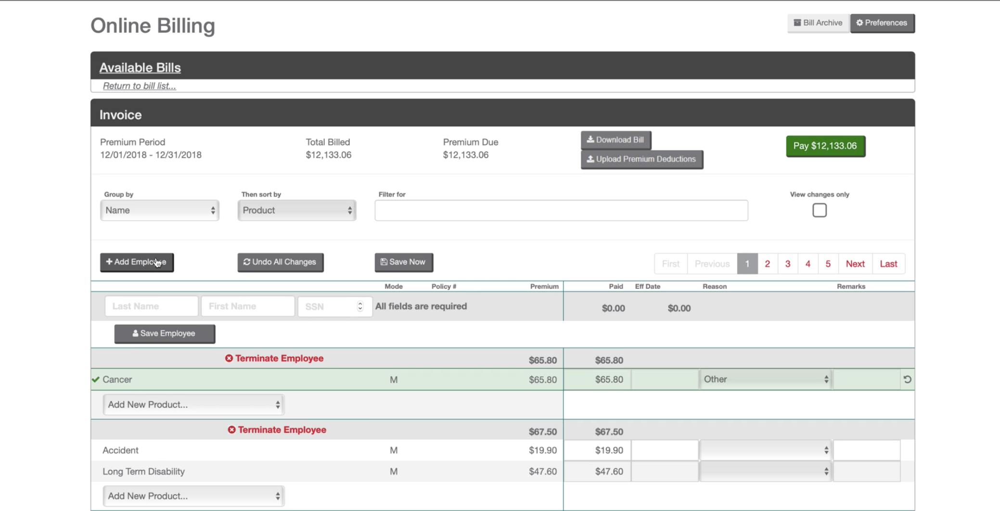 Online Billing
Bill Archive
Preferences
Available Bills
Return to bill list...
Invoice
Premium Period
12/01/2018 - 12/31/2018
Total Billed
$12,133.06
Premium Due
$12,133.06
Download Bill
Upload Premium Deductions
Pay $12,133.06
Group by
Name
Then sort by
Product
Filter for
View changes only
Add Employee
Undo All Changes
Save Now
First Previous 1 2 3 4 5 Next Last
Mode Policy # Premium Paid Eff Date Reason Remarks
Last Name First Name SSN All fields are required $0.00 $0.00
Save Employee
Terminate Employee $65.80 $65.80
Cancer M $65.80 $65.80 Other
Add New Product...
Terminate Employee $67.50 $67.50
Accident M $19.90 $19.90
Long Term Disability M $47.60 $47.60
Add New Product...